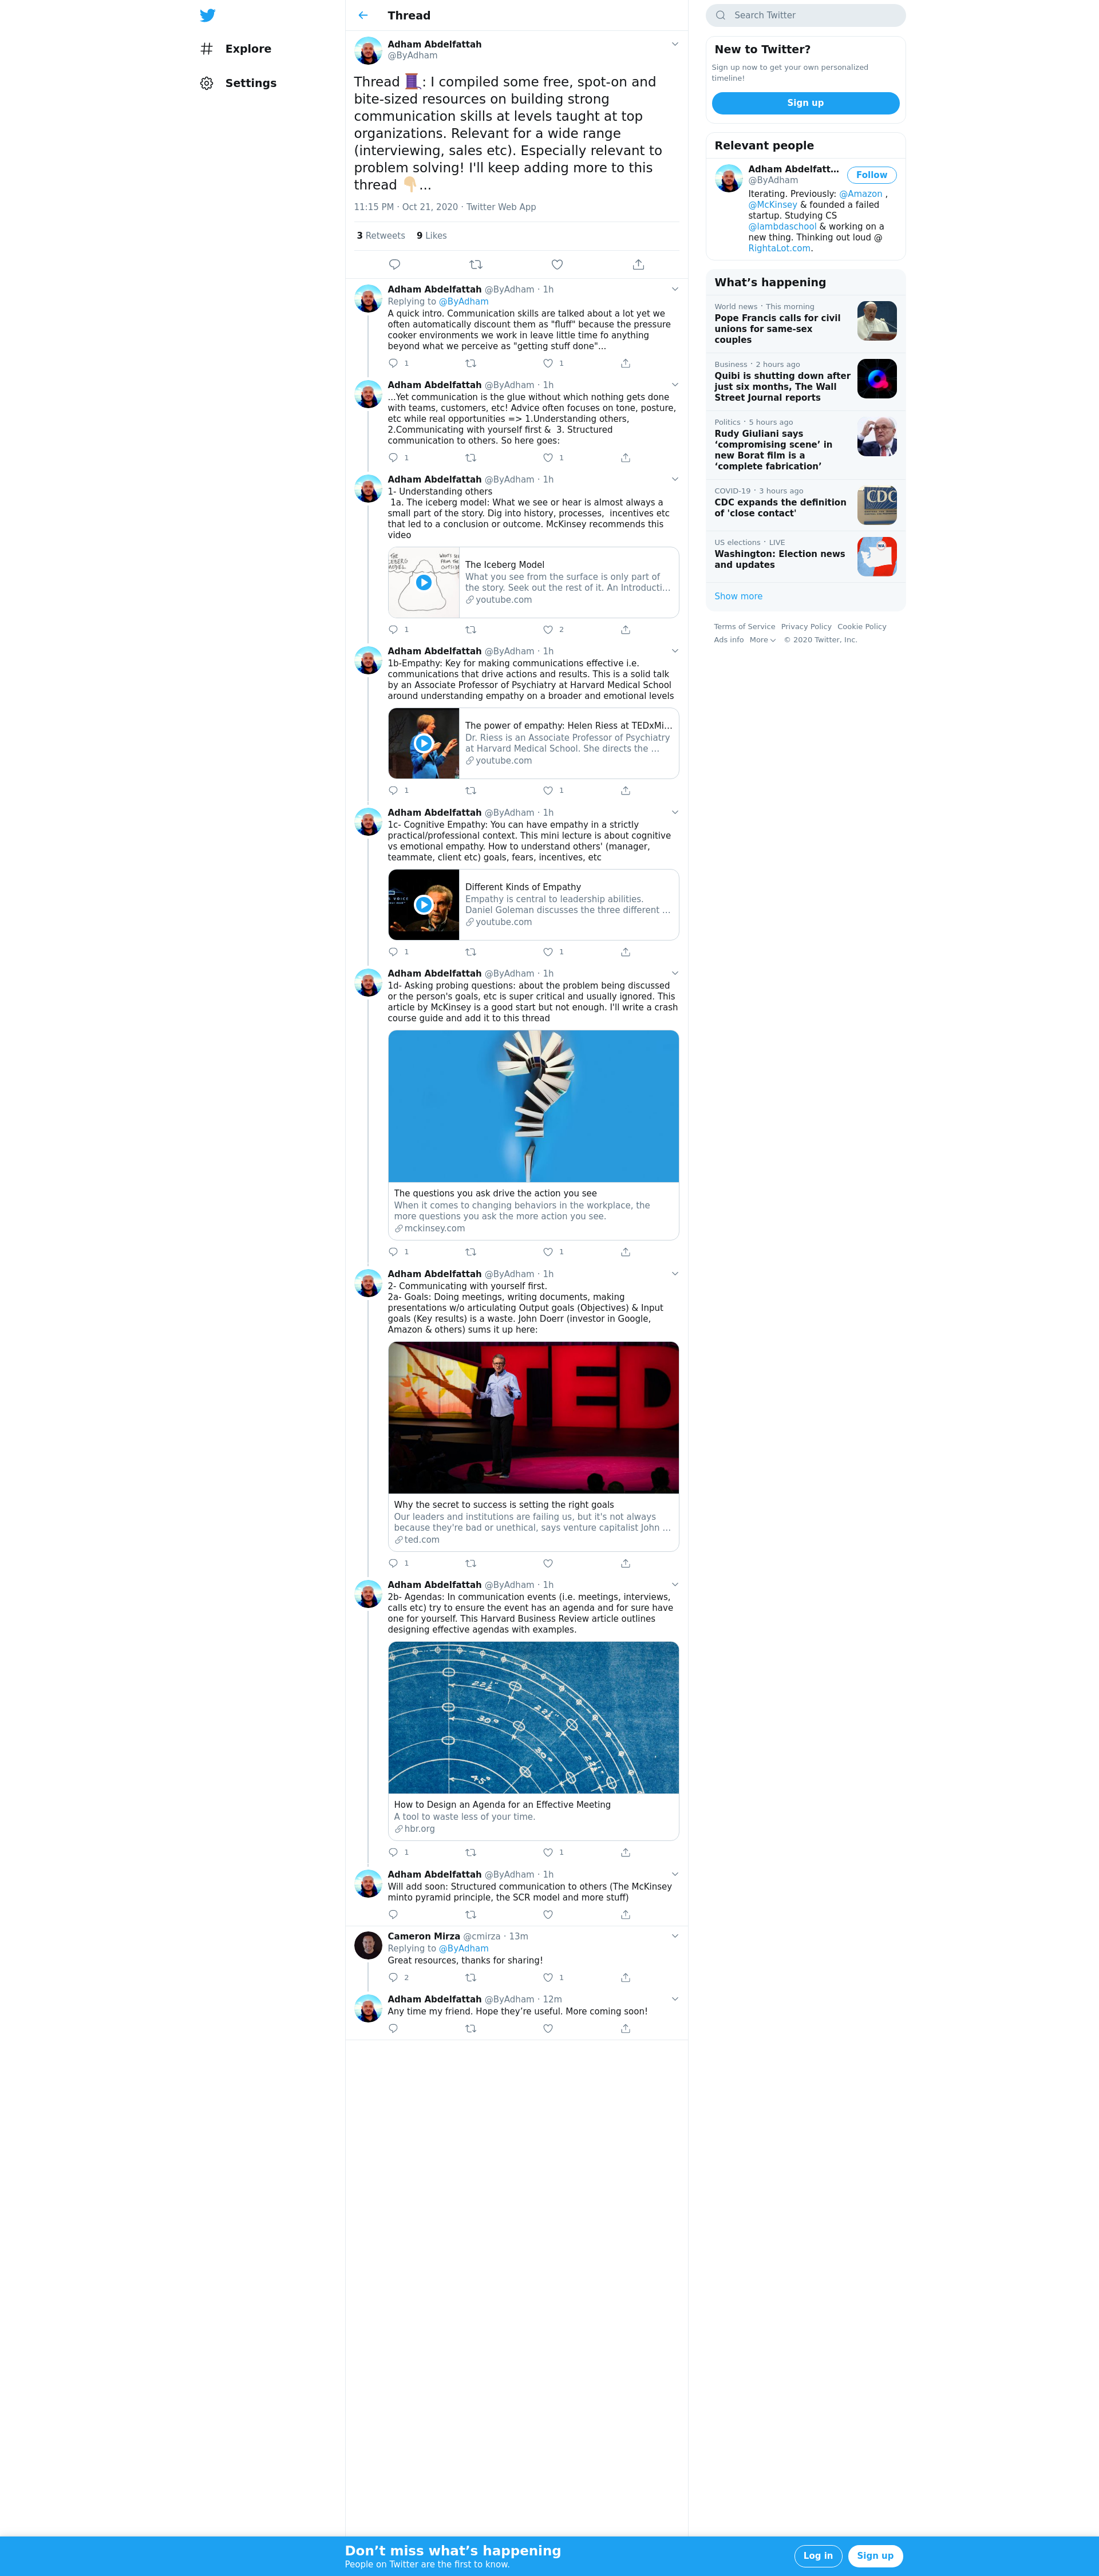 Explore
Settings
Thread
Adham Abdelfattah
@ByAdham
Thread 🧵: I compiled some free, spot-on and
bite-sized resources on building strong
communication skills at levels taught at top
organizations. Relevant for a wide range
(interviewing, sales etc). Especially relevant to
problem solving! I'll keep adding more to this
thread 👇🏼...
11:15 PM · Oct 21, 2020 · Twitter Web App
3 Retweets 9 Likes
Adham Abdelfattah @ByAdham · 1h
Replying to @ByAdham
A quick intro. Communication skills are talked about a lot yet we
often automatically discount them as "fluff" because the pressure
cooker environments we work in leave little time fo anything
beyond what we perceive as "getting stuff done"...
1 1
Adham Abdelfattah @ByAdham · 1h
...Yet communication is the glue without which nothing gets done
with teams, customers, etc! Advice often focuses on tone, posture,
etc while real opportunities => 1.Understanding others,
2.Communicating with yourself first & 3. Structured
communication to others. So here goes:
1 1
Adham Abdelfattah @ByAdham · 1h
1- Understanding others
1a. The iceberg model: What we see or hear is almost always a
small part of the story. Dig into history, processes, incentives etc
that led to a conclusion or outcome. McKinsey recommends this
video
The Iceberg Model
What you see from the surface is only part of
the story. Seek out the rest of it. An Introducti...
youtube.com
1 2
Adham Abdelfattah @ByAdham · 1h
1b-Empathy: Key for making communications effective i.e.
communications that drive actions and results. This is a solid talk
by an Associate Professor of Psychiatry at Harvard Medical School
around understanding empathy on a broader and emotional levels
The power of empathy: Helen Riess at TEDxMi...
Dr. Riess is an Associate Professor of Psychiatry
at Harvard Medical School. She directs the ...
youtube.com
1 1
Adham Abdelfattah @ByAdham · 1h
1c- Cognitive Empathy: You can have empathy in a strictly
practical/professional context. This mini lecture is about cognitive
vs emotional empathy. How to understand others' (manager,
teammate, client etc) goals, fears, incentives, etc
Different Kinds of Empathy
Empathy is central to leadership abilities.
Daniel Goleman discusses the three different ...
youtube.com
1 1
Adham Abdelfattah @ByAdham · 1h
1d- Asking probing questions: about the problem being discussed
or the person's goals, etc is super critical and usually ignored. This
article by McKinsey is a good start but not enough. I'll write a crash
course guide and add it to this thread
The questions you ask drive the action you see
When it comes to changing behaviors in the workplace, the
more questions you ask the more action you see.
mckinsey.com
1 1
Adham Abdelfattah @ByAdham · 1h
2- Communicating with yourself first.
2a- Goals: Doing meetings, writing documents, making
presentations w/o articulating Output goals (Objectives) & Input
goals (Key results) is a waste. John Doerr (investor in Google,
Amazon & others) sums it up here:
TED
Why the secret to success is setting the right goals
Our leaders and institutions are failing us, but it's not always
because they're bad or unethical, says venture capitalist John ...
ted.com
1
Adham Abdelfattah @ByAdham · 1h
2b- Agendas: In communication events (i.e. meetings, interviews,
calls etc) try to ensure the event has an agenda and for sure have
one for yourself. This Harvard Business Review article outlines
designing effective agendas with examples.
How to Design an Agenda for an Effective Meeting
A tool to waste less of your time.
hbr.org
1 1
Adham Abdelfattah @ByAdham · 1h
Will add soon: Structured communication to others (The McKinsey
minto pyramid principle, the SCR model and more stuff)
Cameron Mirza @cmirza · 13m
Replying to @ByAdham
Great resources, thanks for sharing!
2 1
Adham Abdelfattah @ByAdham · 12m
Any time my friend. Hope they’re useful. More coming soon!
Search Twitter
New to Twitter?
Sign up now to get your own personalized
timeline!
Sign up
Relevant people
Adham Abdelfatt...
@ByAdham
Follow
Iterating. Previously: @Amazon ,
@McKinsey & founded a failed
startup. Studying CS
@lambdaschool & working on a
new thing. Thinking out loud @
RightaLot.com.
What’s happening
World news · This morning
Pope Francis calls for civil
unions for same-sex
couples
Business · 2 hours ago
Quibi is shutting down after
just six months, The Wall
Street Journal reports
Politics · 5 hours ago
Rudy Giuliani says
‘compromising scene’ in
new Borat film is a
‘complete fabrication’
COVID-19 · 3 hours ago
CDC expands the definition
of 'close contact'
CDC
US elections · LIVE
Washington: Election news
and updates
Show more
Terms of Service Privacy Policy Cookie Policy
Ads info More © 2020 Twitter, Inc.
Don’t miss what’s happening
People on Twitter are the first to know.
Log in
Sign up